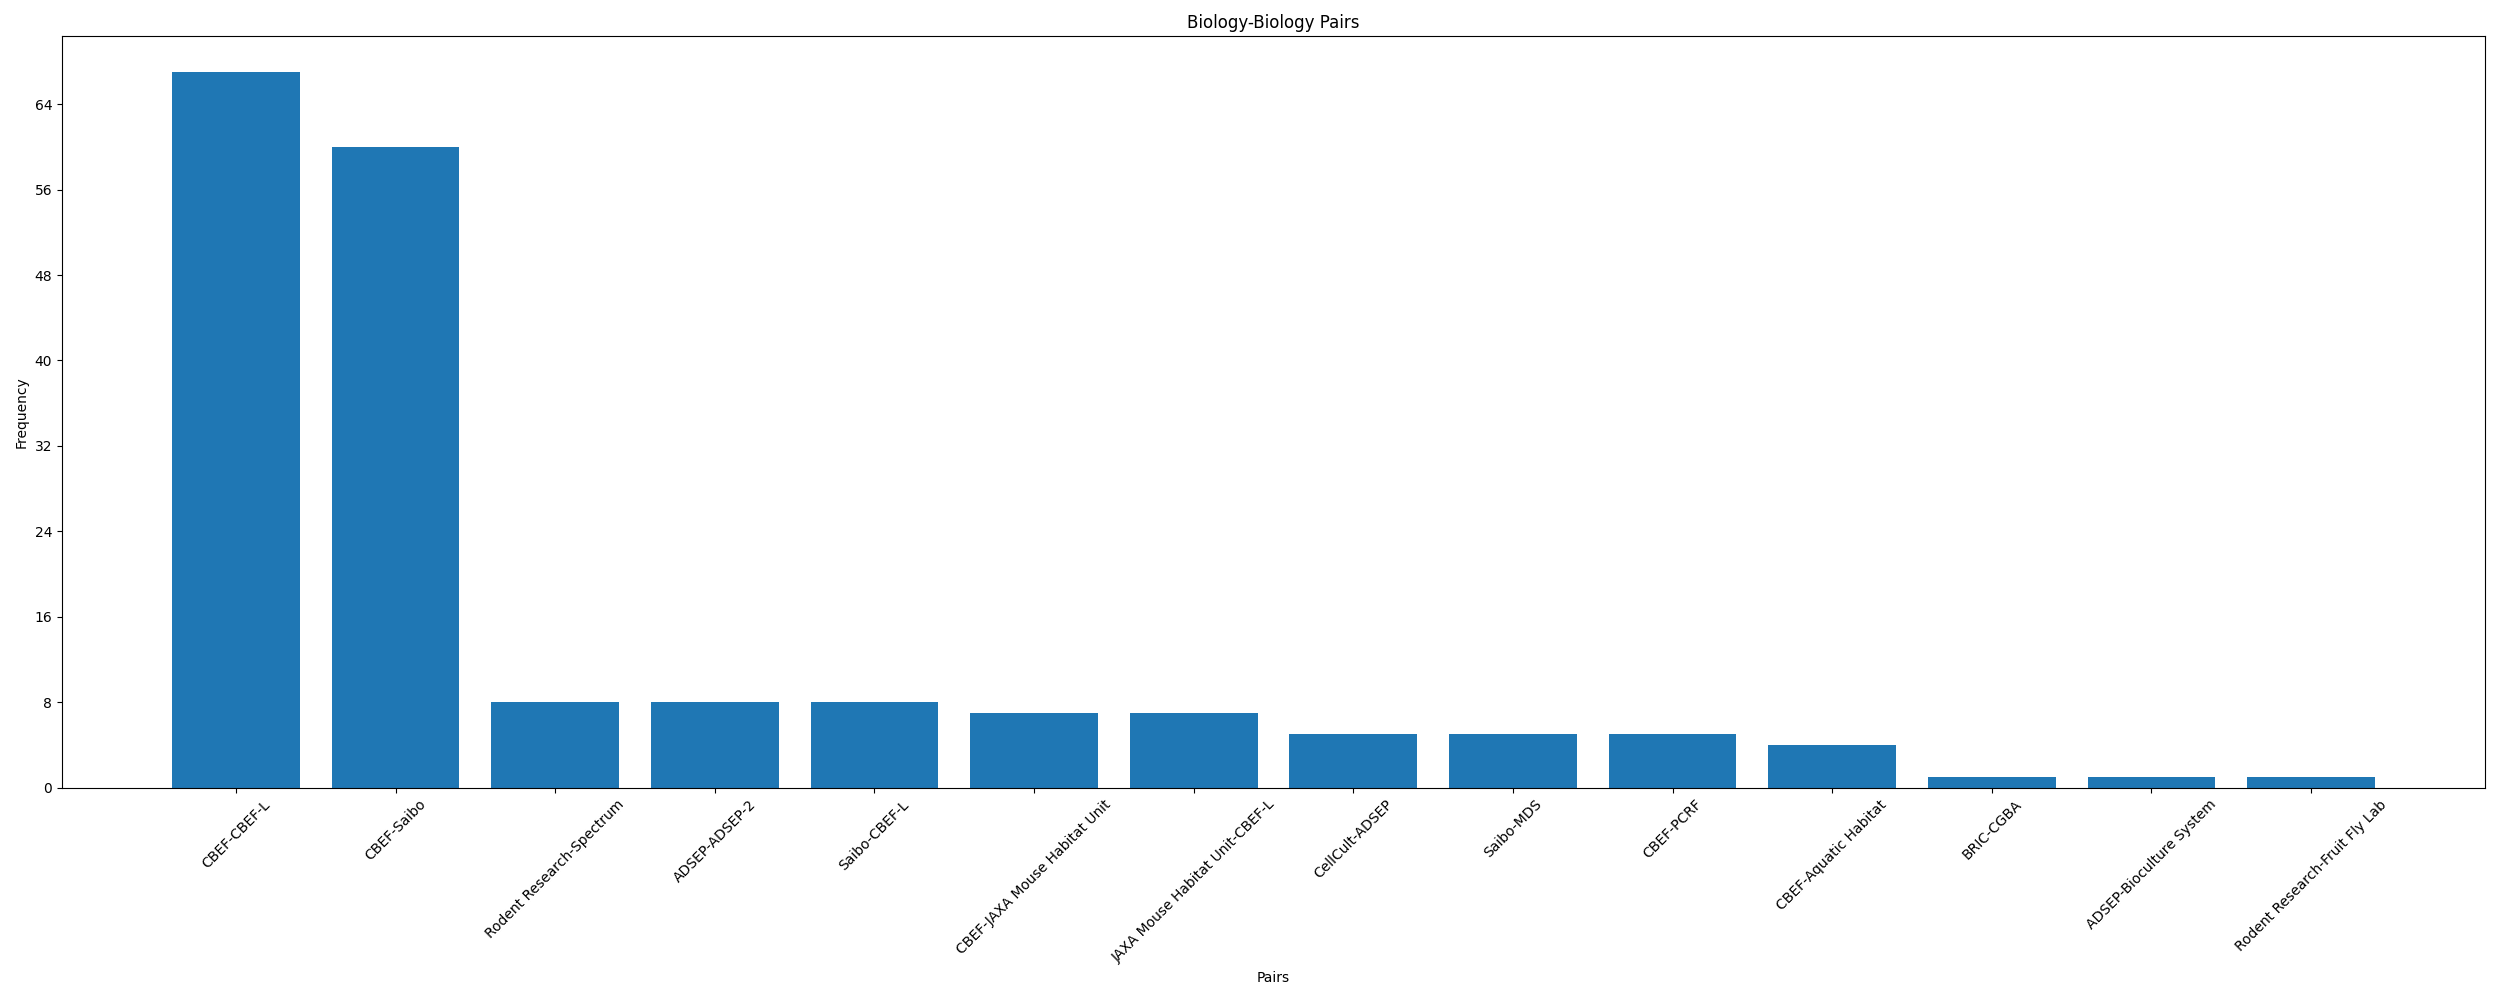 Biology-Biology Pairs
Frequency
64
56
48
40
32
24
16
8
0
CBEF-CBEF-L
CBEF-Saibo
Rodent Research-Spectrum
ADSEP-ADSEP-2
Saibo-CBEF-L
CBEF-JAXA Mouse Habitat Unit
JAXA Mouse Habitat Unit-CBEF-L
CellCult-ADSEP
Saibo-MDS
CBEF-PCRF
CBEF-Aquatic Habitat
BRIC-CGBA
ADSEP-Bioculture System
Rodent Research-Fruit Fly Lab
Pairs